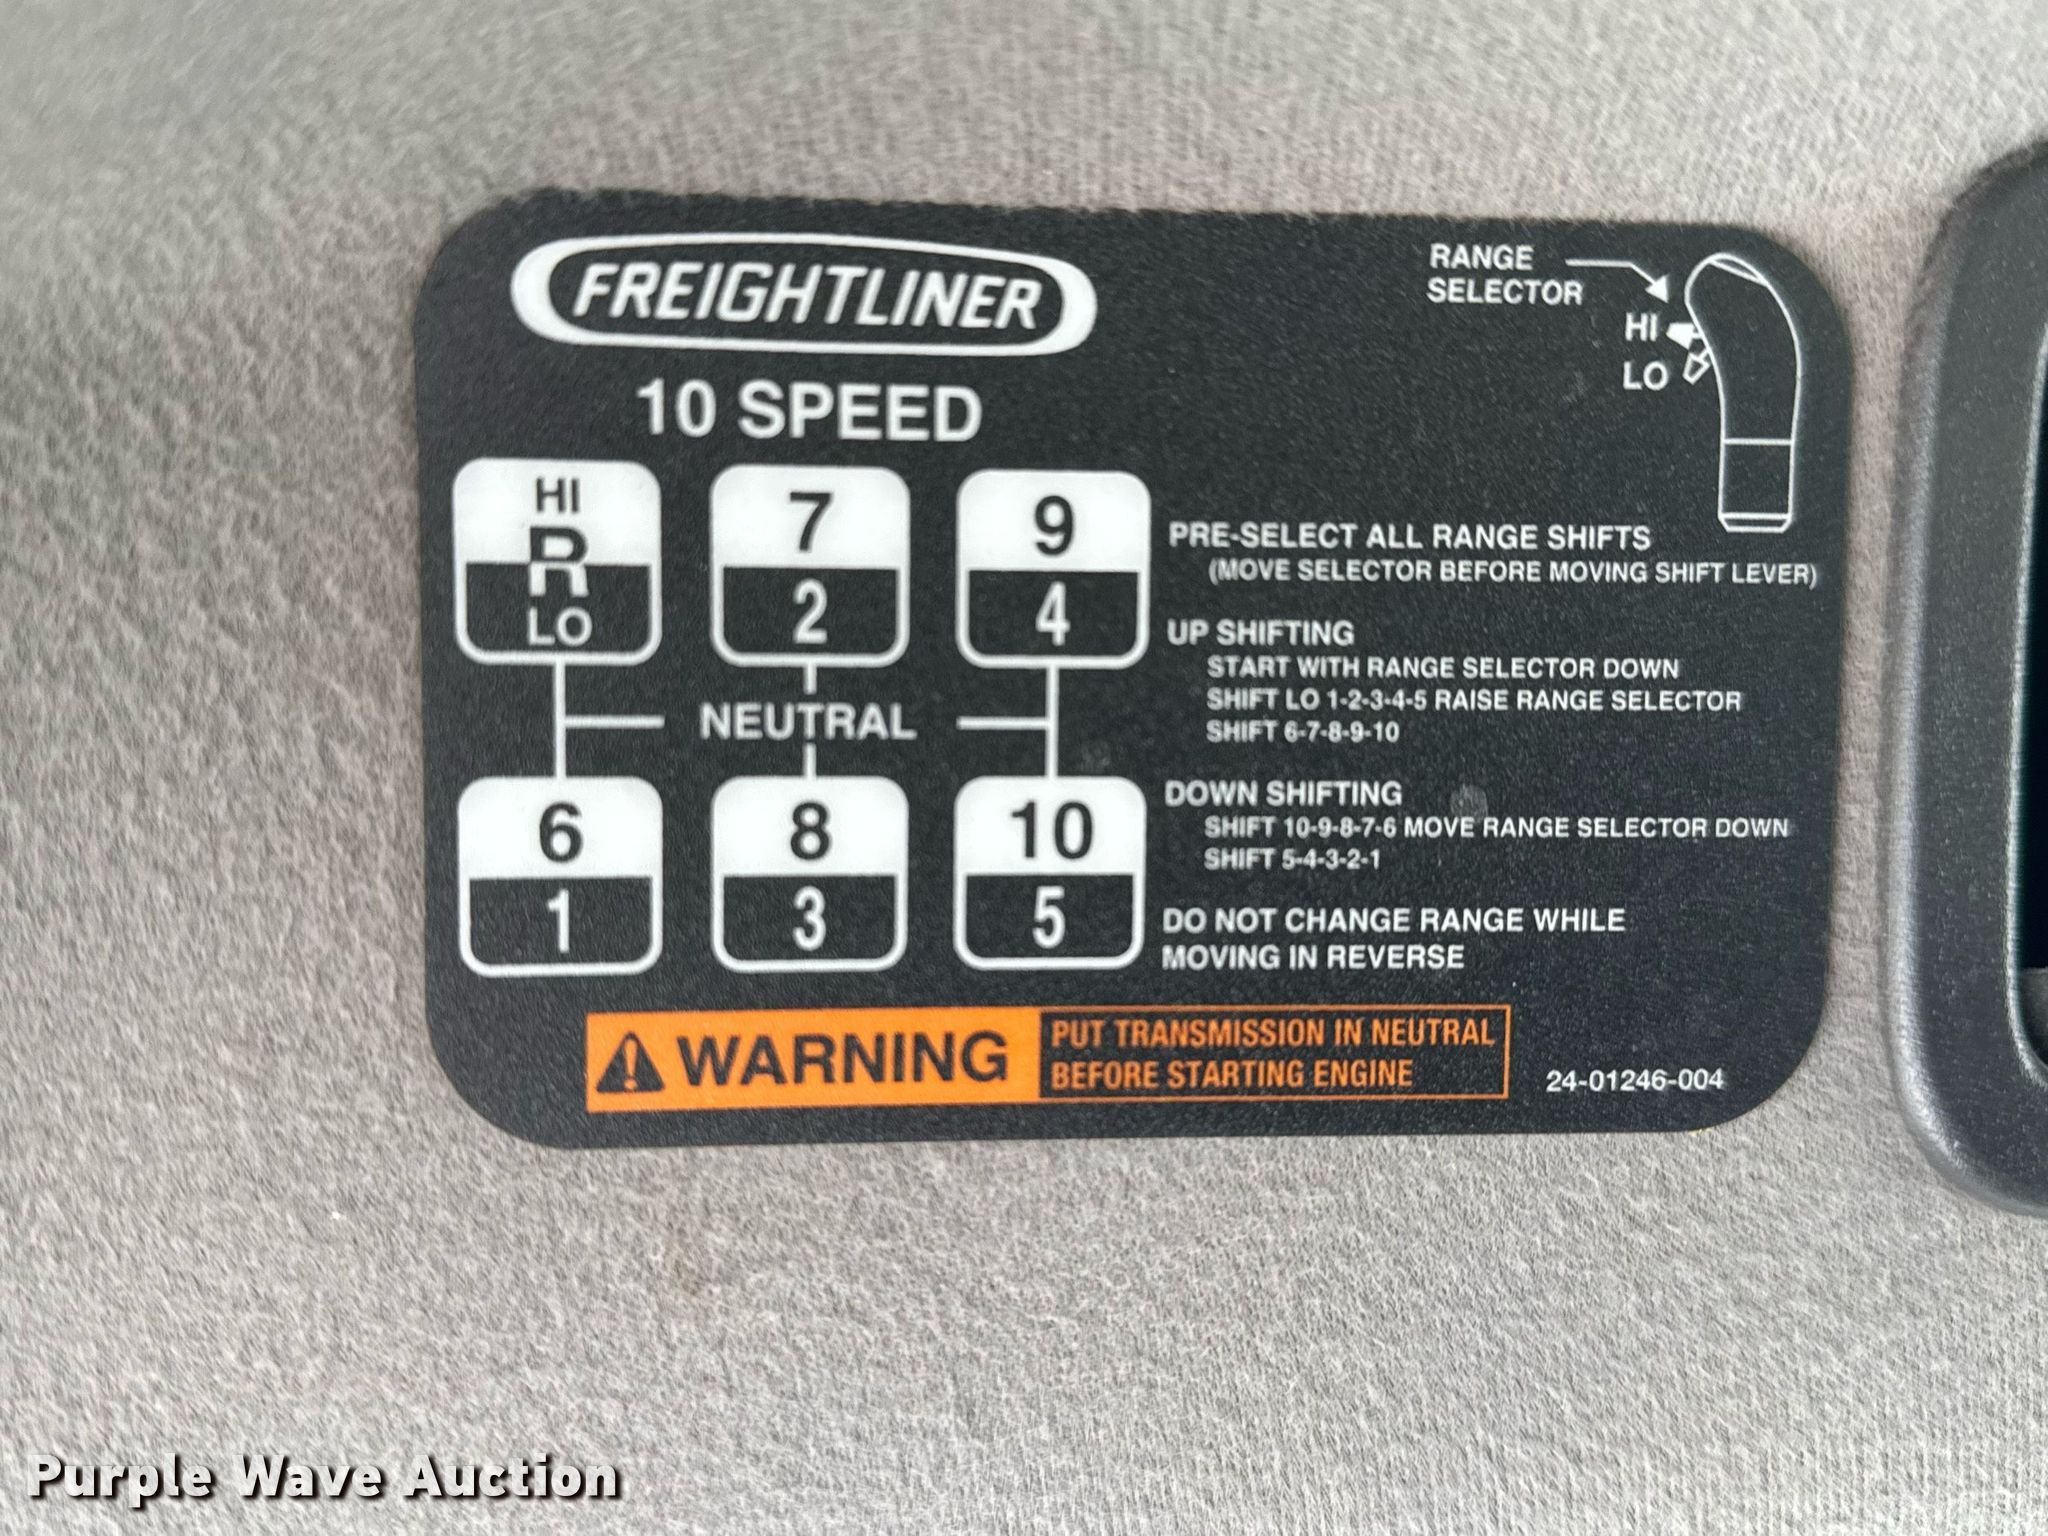 FREIGHTLINER
10 SPEED
RANGE
SELECTOR
HI
LO
HI
R
LO
7
2
9
4
NEUTRAL
6
1
8
3
10
5
PRE-SELECT ALL RANGE SHIFTS
(MOVE SELECTOR BEFORE MOVING SHIFT LEVER)
UP SHIFTING
START WITH RANGE SELECTOR DOWN
SHIFT LO 1-2-3-4-5 RAISE RANGE SELECTOR
SHIFT 6-7-8-9-10
DOWN SHIFTING
SHIFT 10-9-8-7-6 MOVE RANGE SELECTOR DOWN
SHIFT 5-4-3-2-1
DO NOT CHANGE RANGE WHILE
MOVING IN REVERSE
WARNING
PUT TRANSMISSION IN NEUTRAL
BEFORE STARTING ENGINE
24-01246-004
Purple Wave Auction